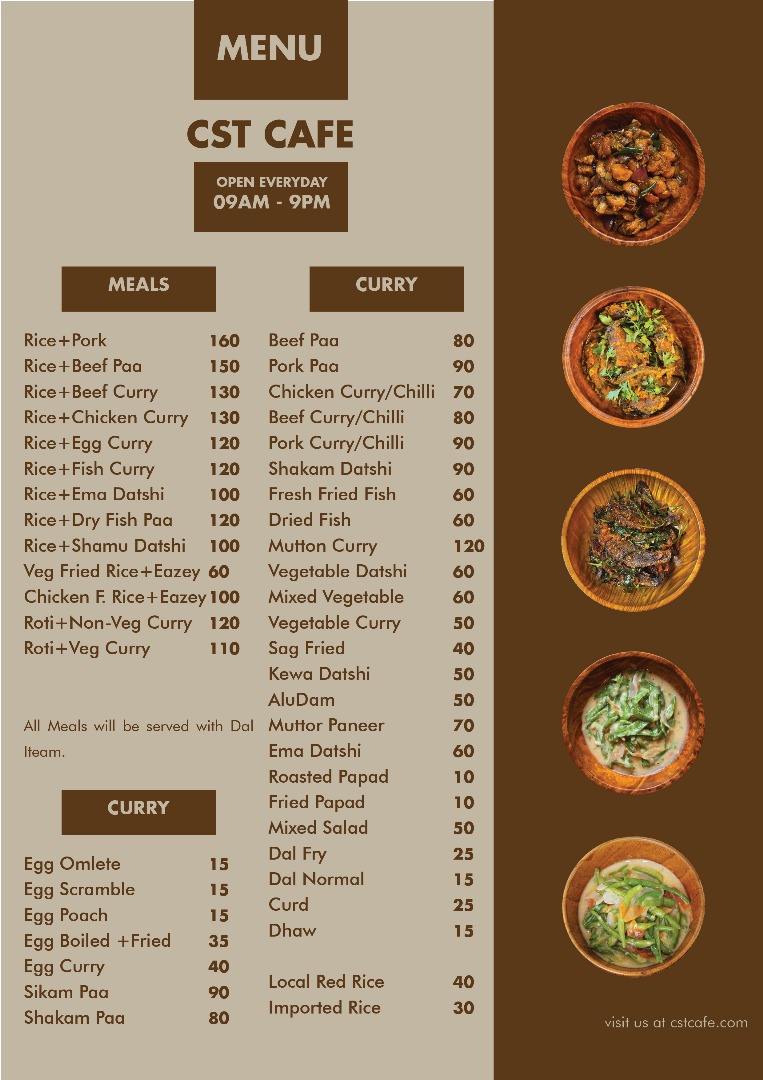 MENU
CST CAFE
OPEN EVERYDAY
09AM - 9PM
MEALS
Rice+Pork 160
Rice+Beef Paa 150
Rice+Beef Curry 130
Rice+Chicken Curry 130
Rice+Egg Curry 120
Rice+Fish Curry 120
Rice+Ema Datshi 100
Rice+Dry Fish Paa 120
Rice+Shamu Datshi 100
Veg Fried Rice+Eazey 60
Chicken F. Rice+Eazey 100
Roti+Non-Veg Curry 120
Roti+Veg Curry 110
All Meals will be served with Dal
Iteam.
CURRY
Egg Omlete 15
Egg Scramble 15
Egg Poach 15
Egg Boiled +Fried 35
Egg Curry 40
Sikam Paa 90
Shakam Paa 80
CURRY
Beef Paa 80
Pork Paa 90
Chicken Curry/Chilli 70
Beef Curry/Chilli 80
Pork Curry/Chilli 90
Shakam Datshi 90
Fresh Fried Fish 60
Dried Fish 60
Mutton Curry 120
Vegetable Datshi 60
Mixed Vegetable 60
Vegetable Curry 50
Sag Fried 40
Kewa Datshi 50
AluDam 50
Muttor Paneer 70
Ema Datshi 60
Roasted Papad 10
Fried Papad 10
Mixed Salad 50
Dal Fry 25
Dal Normal 15
Curd 25
Dhaw 15
Local Red Rice 40
Imported Rice 30
visit us at cstcafe.com